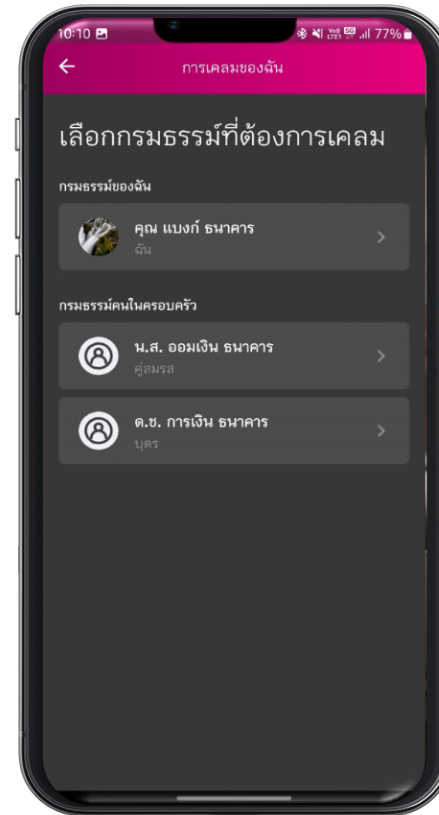 10:10 77%
การเคลมของฉัน
เลือกกรมธรรม์ที่ต้องการเคลม
กรมธรรม์ของฉัน
คุณ แบงก์ ธนาคาร
ฉัน
กรมธรรม์คนในครอบครัว
น.ส. ออมเงิน ธนาคาร
คู่สมรส
ด.ช. การเงิน ธนาคาร
บุตร